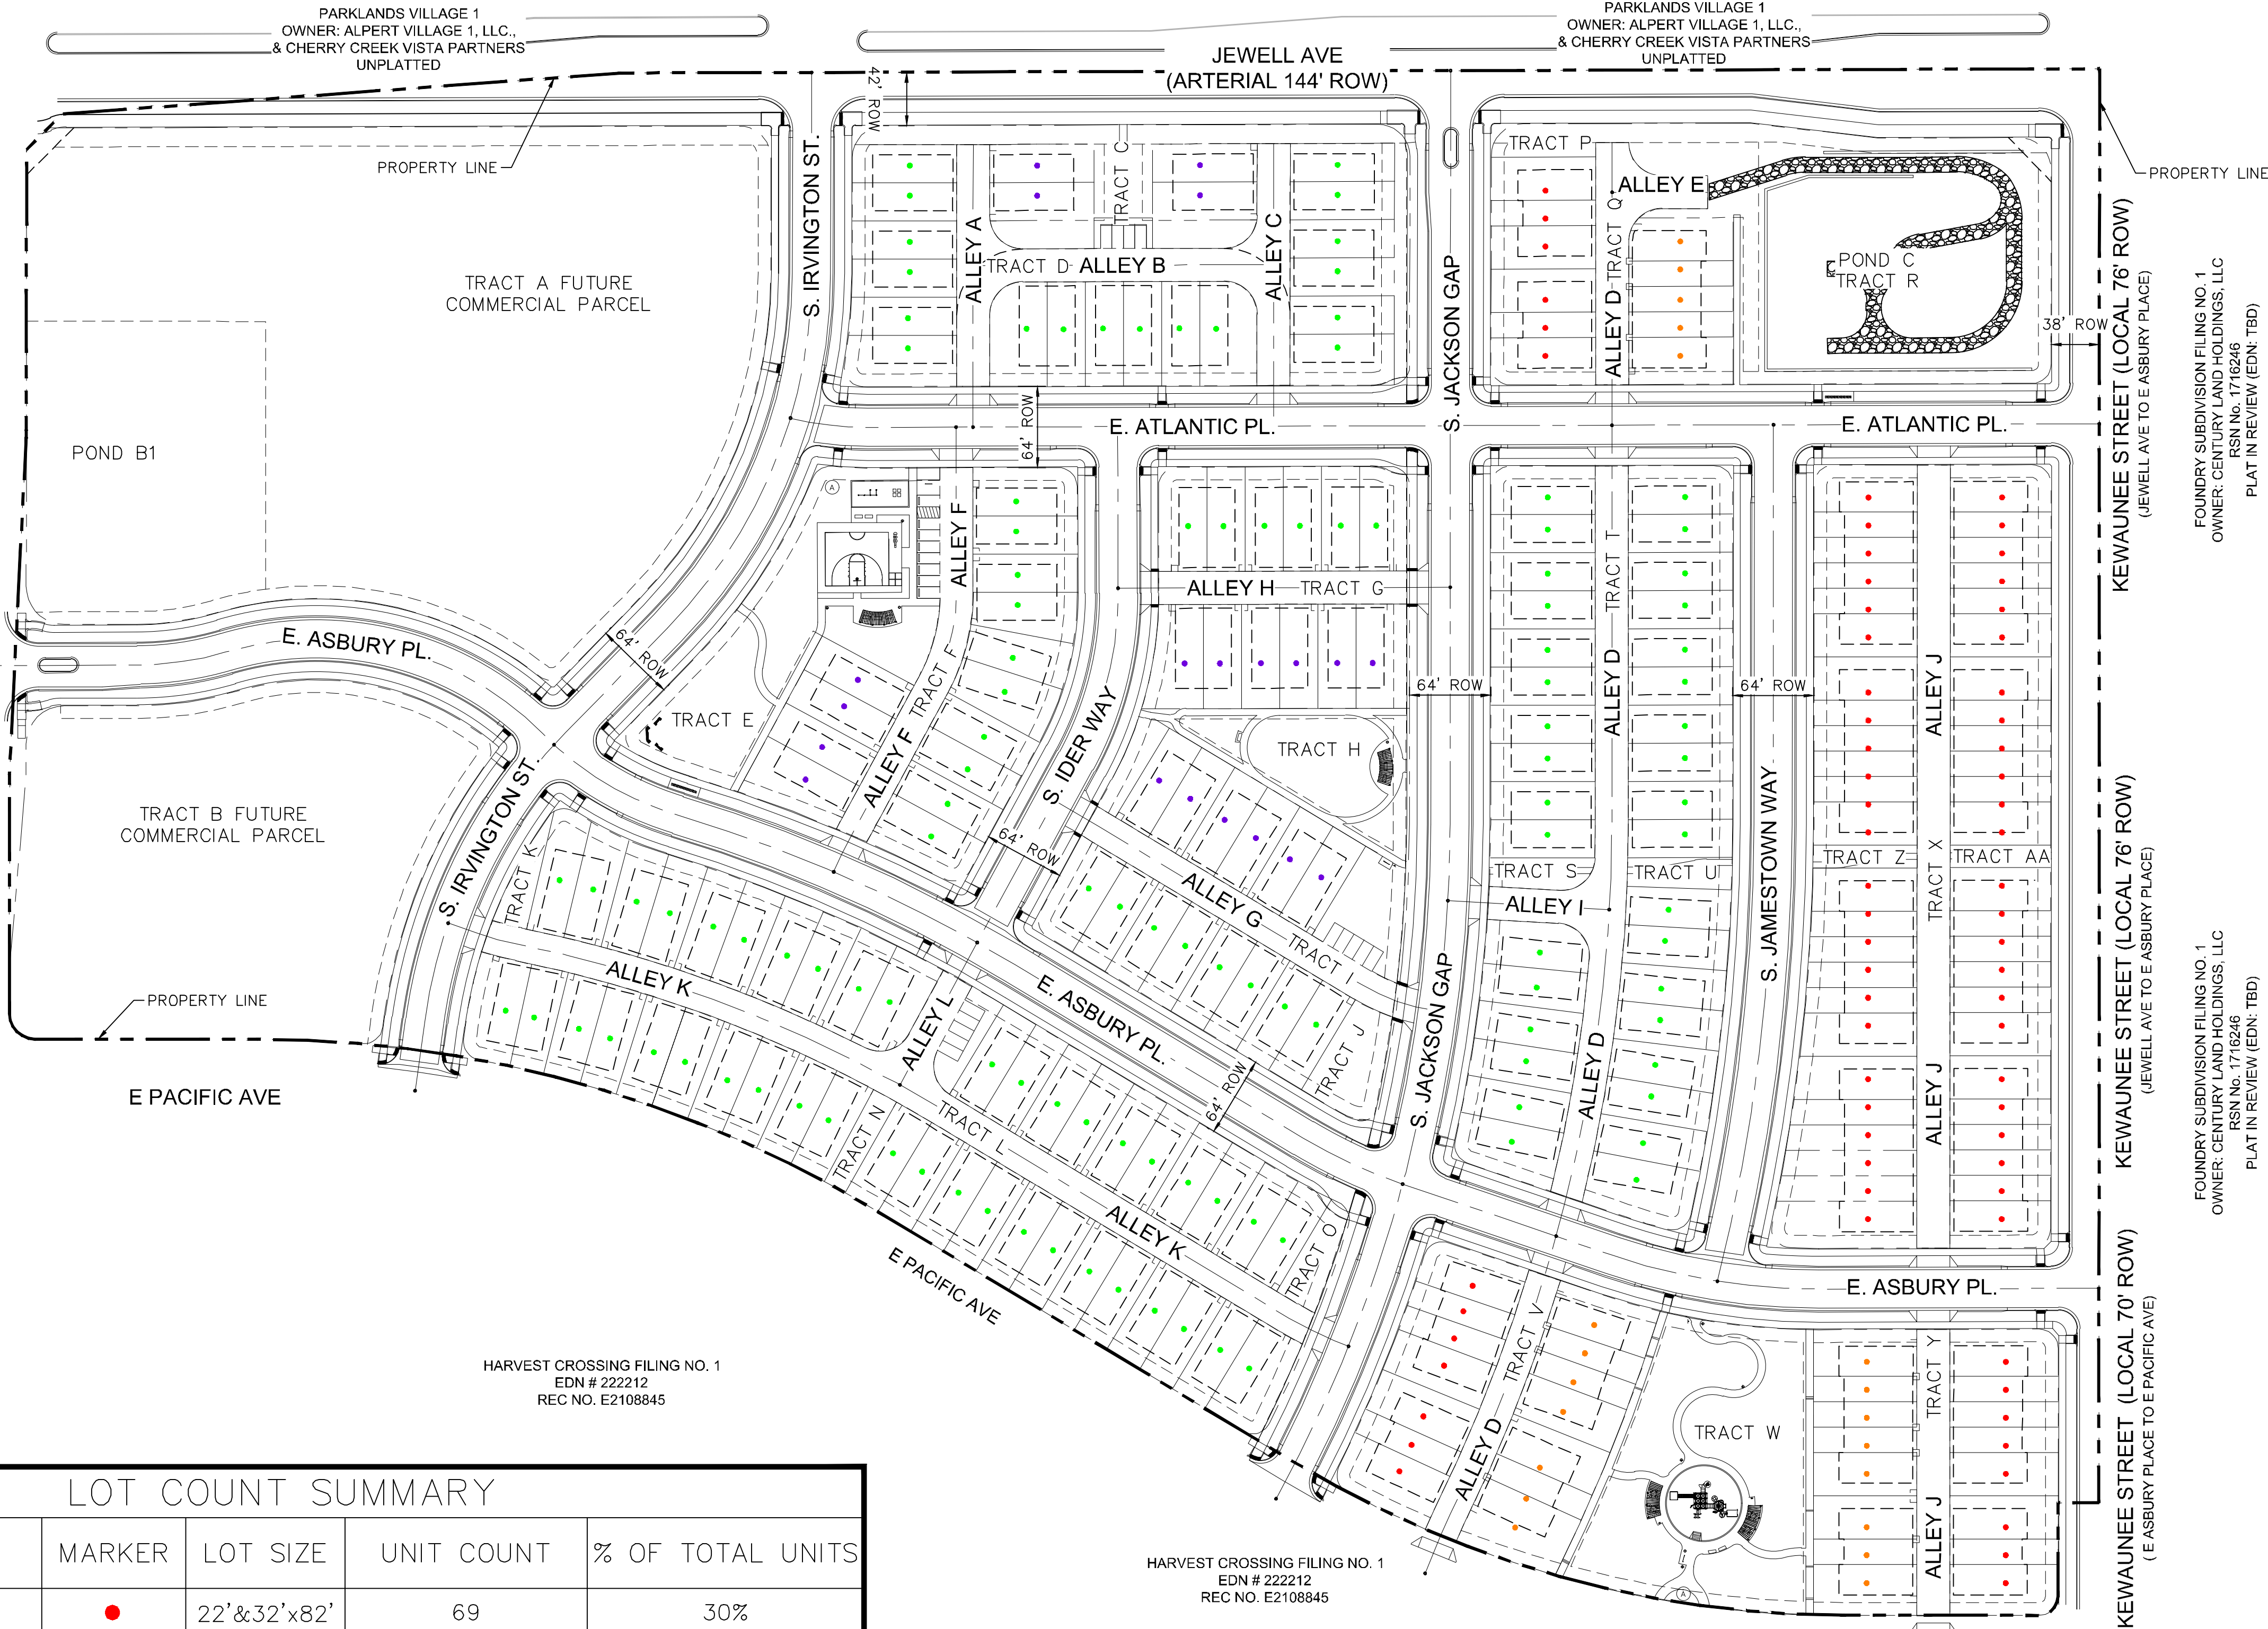 PARKLANDS VILLAGE 1
OWNER: ALPERT VILLAGE 1, LLC.,
& CHERRY CREEK VISTA PARTNERS
UNPLATTED
PARKLANDS VILLAGE 1
OWNER: ALPERT VILLAGE 1, LLC.,
& CHERRY CREEK VISTA PARTNERS
UNPLATTED
JEWELL AVE
(ARTERIAL 144' ROW)
42' ROW
PROPERTY LINE
PROPERTY LINE
S. IRVINGTON ST.
TRACT C
TRACT P
ALLEY E
TRACT Q
ALLEY A
ALLEY C
TRACT D
ALLEY B
S. JACKSON GAP
ALLEY D
POND C
TRACT R
38' ROW
KEWAUNEE STREET (LOCAL 76' ROW)
(JEWELL AVE TO E ASBURY PLACE)
FOUNDRY SUBDIVISION FILING NO. 1
OWNER: CENTURY LAND HOLDINGS, LLC
RSN No. 1716246
PLAT IN REVIEW (EDN: TBD)
TRACT A FUTURE
COMMERCIAL PARCEL
POND B1
64' ROW
E. ATLANTIC PL.
E. ATLANTIC PL.
A
ALLEY F
ALLEY H
TRACT G
TRACT T
E. ASBURY PL.
64' ROW
TRACT E
TRACT F
ALLEY F
S. IDER WAY
TRACT H
64' ROW
ALLEY D
64' ROW
ALLEY J
S. JAMESTOWN WAY
TRACT B FUTURE
COMMERCIAL PARCEL
S. IRVINGTON ST.
TRACT K
64' ROW
ALLEY G
TRACT I
TRACT S
TRACT U
ALLEY I
TRACT Z
TRACT X
TRACT AA
KEWAUNEE STREET (LOCAL 76' ROW)
(JEWELL AVE TO E ASBURY PLACE)
FOUNDRY SUBDIVISION FILING NO. 1
OWNER: CENTURY LAND HOLDINGS, LLC
RSN No. 1716246
PLAT IN REVIEW (EDN: TBD)
PROPERTY LINE
ALLEY K
ALLEY L
E. ASBURY PL.
TRACT J
S. JACKSON GAP
ALLEY D
ALLEY J
E PACIFIC AVE
64' ROW
TRACT N
TRACT L
ALLEY K
TRACT O
E PACIFIC AVE
E. ASBURY PL.
TRACT V
ALLEY D
TRACT W
TRACT Y
ALLEY J
A
KEWAUNEE STREET (LOCAL 70' ROW)
( E ASBURY PLACE TO E PACIFIC AVE)
HARVEST CROSSING FILING NO. 1
EDN # 222212
REC NO. E2108845
HARVEST CROSSING FILING NO. 1
EDN # 222212
REC NO. E2108845
LOT COUNT SUMMARY
MARKER LOT SIZE UNIT COUNT % OF TOTAL UNITS
22'&32'x82' 69 30%